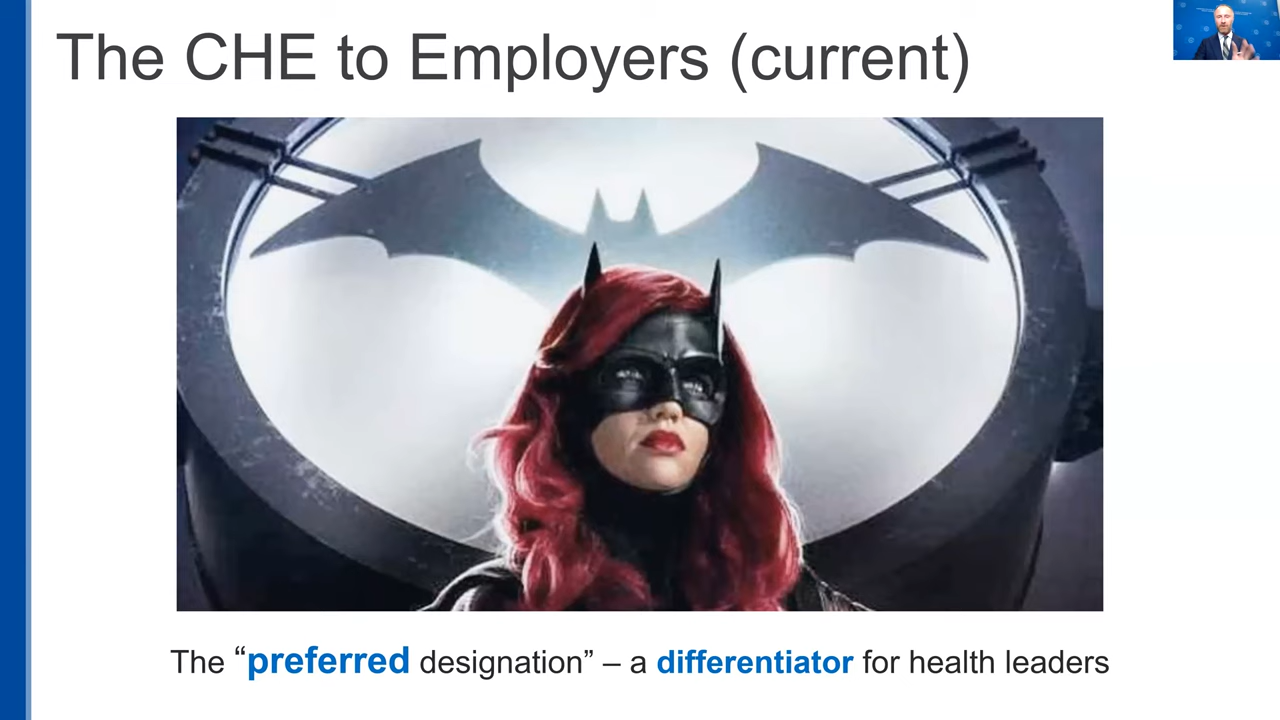 The CHE to Employers (current)
The “preferred designation” – a differentiator for health leaders